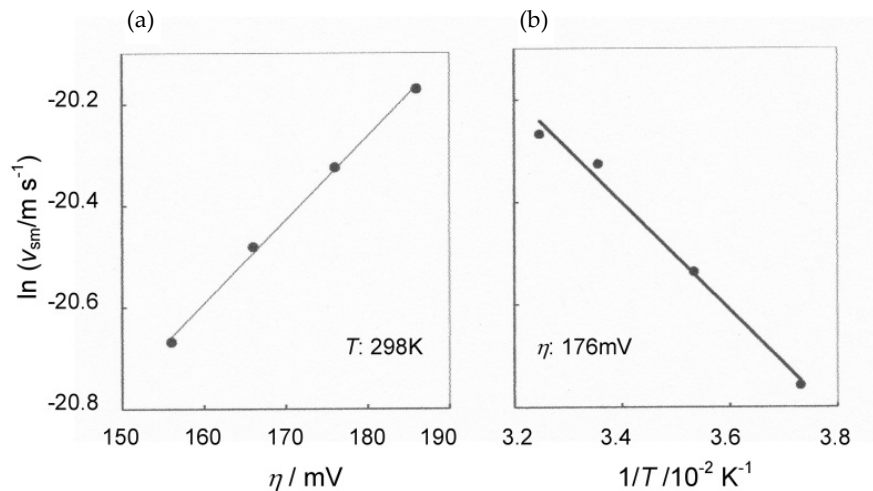 (a)
(b)
ln (vsm/m s-1)
-20.2
-20.4
-20.6
-20.8
T: 298K
η: 176mV
150 160 170 180 190
3.2 3.4 3.6 3.8
η / mV
1/T /10-2 K-1